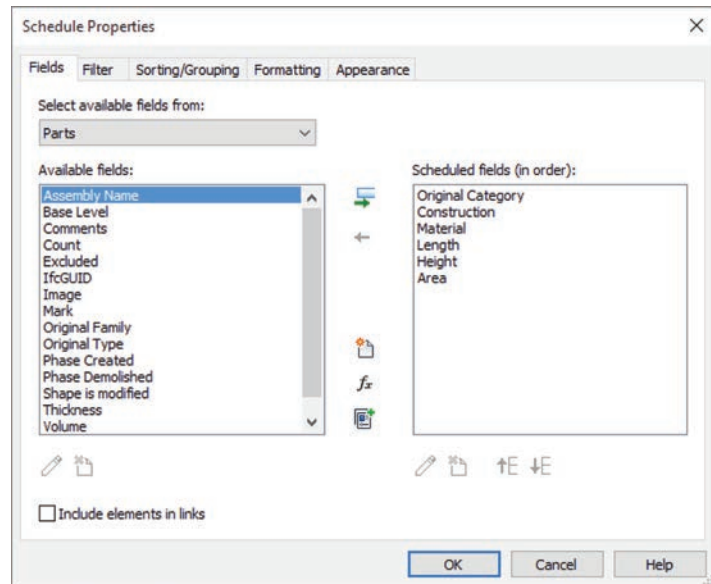 Schedule Properties
Fields Filter Sorting/Grouping Formatting Appearance
Select available fields from:
Parts
Available fields:
Assembly Name
Base Level
Comments
Count
Excluded
IfcGUID
Image
Mark
Original Family
Original Type
Phase Created
Phase Demolished
Shape is modified
Thickness
Volume
fx
Scheduled fields (in order):
Original Category
Construction
Material
Length
Height
Area
Include elements in links
OK Cancel Help